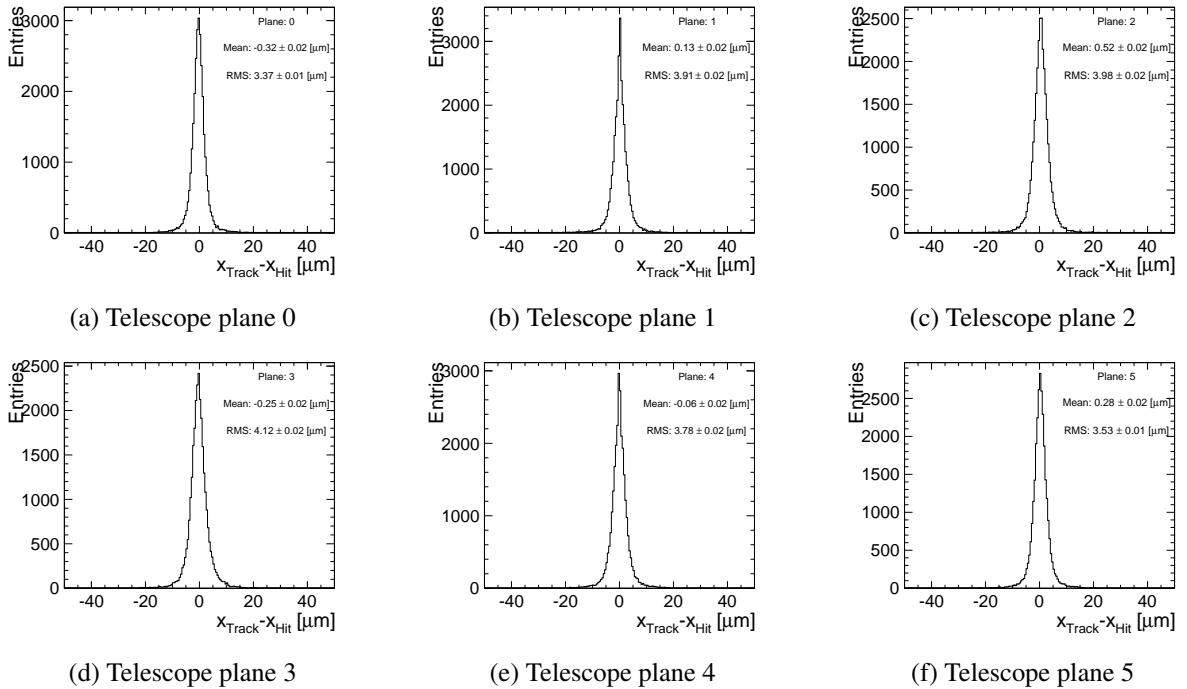 Entries
Plane: 0
Mean: -0.32 ± 0.02 [μm]
RMS: 3.37 ± 0.01 [μm]
3000
2000
1000
0
-40 -20 0 20 40
x_Track-x_Hit [μm]
(a) Telescope plane 0
Entries
Plane: 1
Mean: 0.13 ± 0.02 [μm]
RMS: 3.91 ± 0.02 [μm]
3000
2000
1000
0
-40 -20 0 20 40
x_Track-x_Hit [μm]
(b) Telescope plane 1
Entries
Plane: 2
Mean: 0.52 ± 0.02 [μm]
RMS: 3.98 ± 0.02 [μm]
2500
2000
1500
1000
500
0
-40 -20 0 20 40
x_Track-x_Hit [μm]
(c) Telescope plane 2
Entries
Plane: 3
Mean: -0.25 ± 0.02 [μm]
RMS: 4.12 ± 0.02 [μm]
2500
2000
1500
1000
500
0
-40 -20 0 20 40
x_Track-x_Hit [μm]
(d) Telescope plane 3
Entries
Plane: 4
Mean: -0.06 ± 0.02 [μm]
RMS: 3.78 ± 0.02 [μm]
3000
2000
1000
0
-40 -20 0 20 40
x_Track-x_Hit [μm]
(e) Telescope plane 4
Entries
Plane: 5
Mean: 0.28 ± 0.02 [μm]
RMS: 3.53 ± 0.01 [μm]
2500
2000
1500
1000
500
0
-40 -20 0 20 40
x_Track-x_Hit [μm]
(f) Telescope plane 5